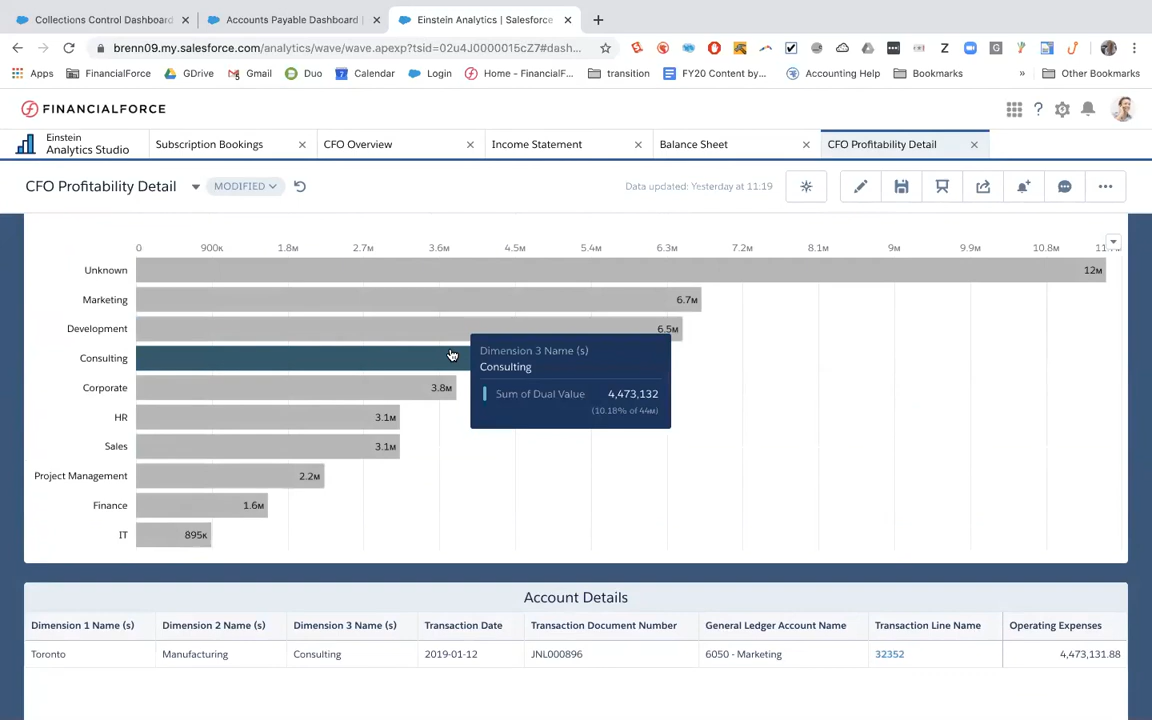 Collections Control Dashboard
Accounts Payable Dashboard |
Einstein Analytics | Salesforce
brenn09.my.salesforce.com/analytics/wave/wave.apexp?tsid=02u4J0000015cZ7#dash...
Apps FinancialForce GDrive Gmail Duo 7 Calendar Login Home – FinancialF... transition FY20 Content by... Accounting Help Bookmarks » Other Bookmarks
FINANCIALFORCE
Einstein
Analytics Studio
Subscription Bookings
CFO Overview
Income Statement
Balance Sheet
CFO Profitability Detail
CFO Profitability Detail MODIFIED Data updated: Yesterday at 11:19
0 900K 1.8M 2.7M 3.6M 4.5M 5.4M 6.3M 7.2M 8.1M 9M 9.9M 10.8M
Unknown 12M
Marketing 6.7M
Development 6.5M
Consulting
Corporate 3.8M
HR 3.1M
Sales 3.1M
Project Management 2.2M
Finance 1.6M
IT 895K
Dimension 3 Name (s)
Consulting
Sum of Dual Value 4,473,132
(10.18% of 44M)
Account Details
Dimension 1 Name (s) Dimension 2 Name (s) Dimension 3 Name (s) Transaction Date Transaction Document Number General Ledger Account Name Transaction Line Name Operating Expenses
Toronto Manufacturing Consulting 2019-01-12 JNL000896 6050 - Marketing 32352 4,473,131.88